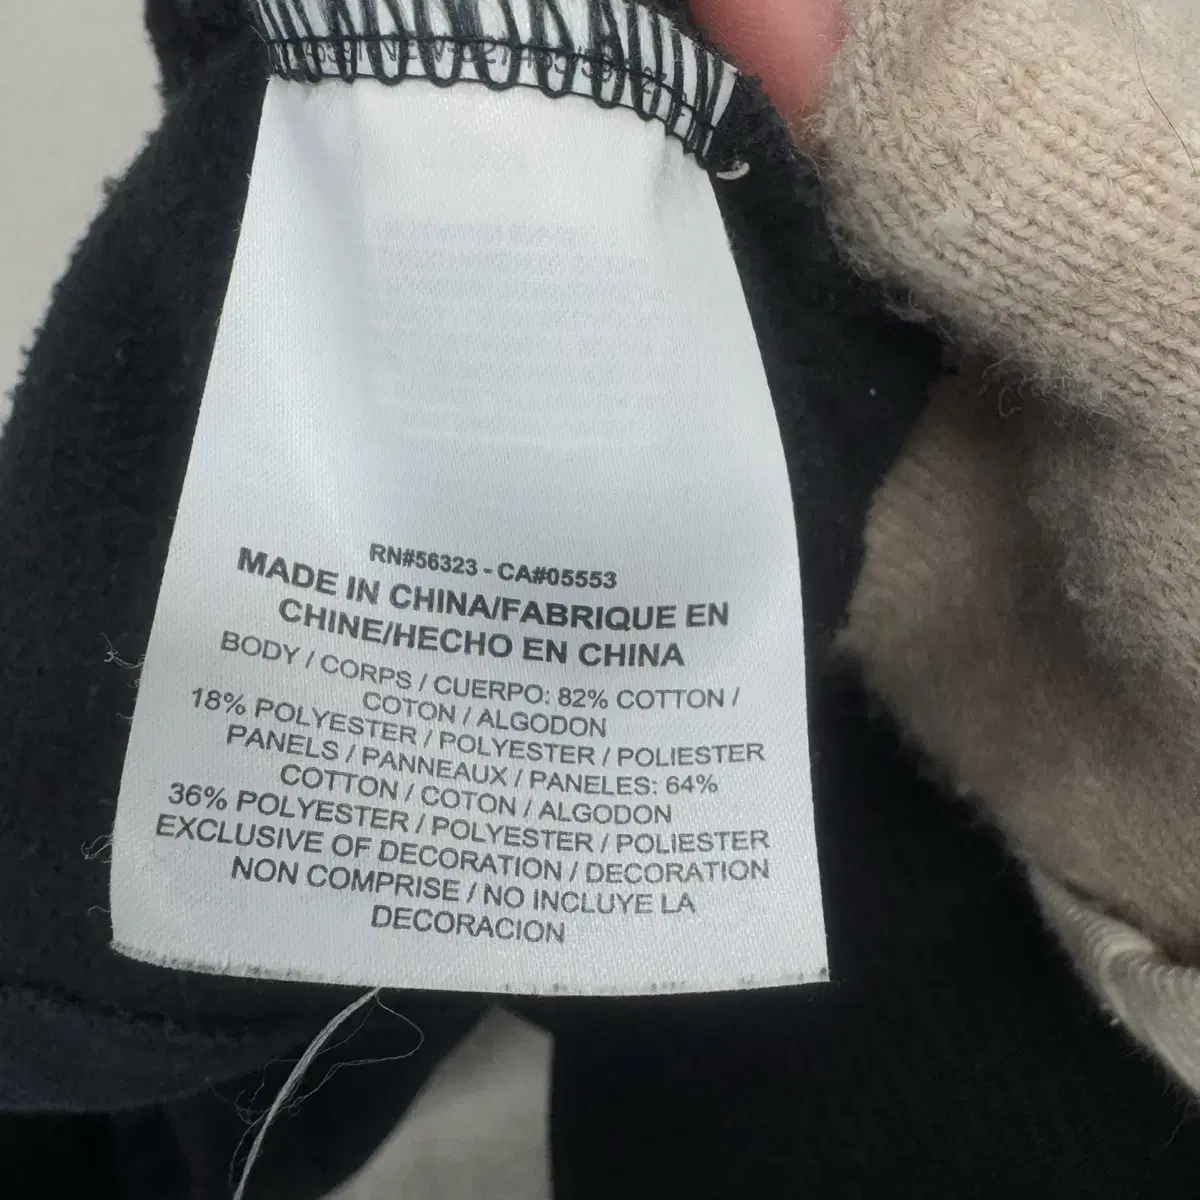 RN#56323 - CA#05553
MADE IN CHINA/FABRIQUE EN
CHINE/HECHO EN CHINA
BODY / CORPS / CUERPO: 82% COTTON /
COTON / ALGODON
18% POLYESTER / POLYESTER / POLIESTER
PANELS / PANNEAUX / PANELES: 64%
COTTON / COTON / ALGODON
36% POLYESTER / POLYESTER / POLIESTER
EXCLUSIVE OF DECORATION / DECORATION
NON COMPRISE / NO INCLUYE LA
DECORACION